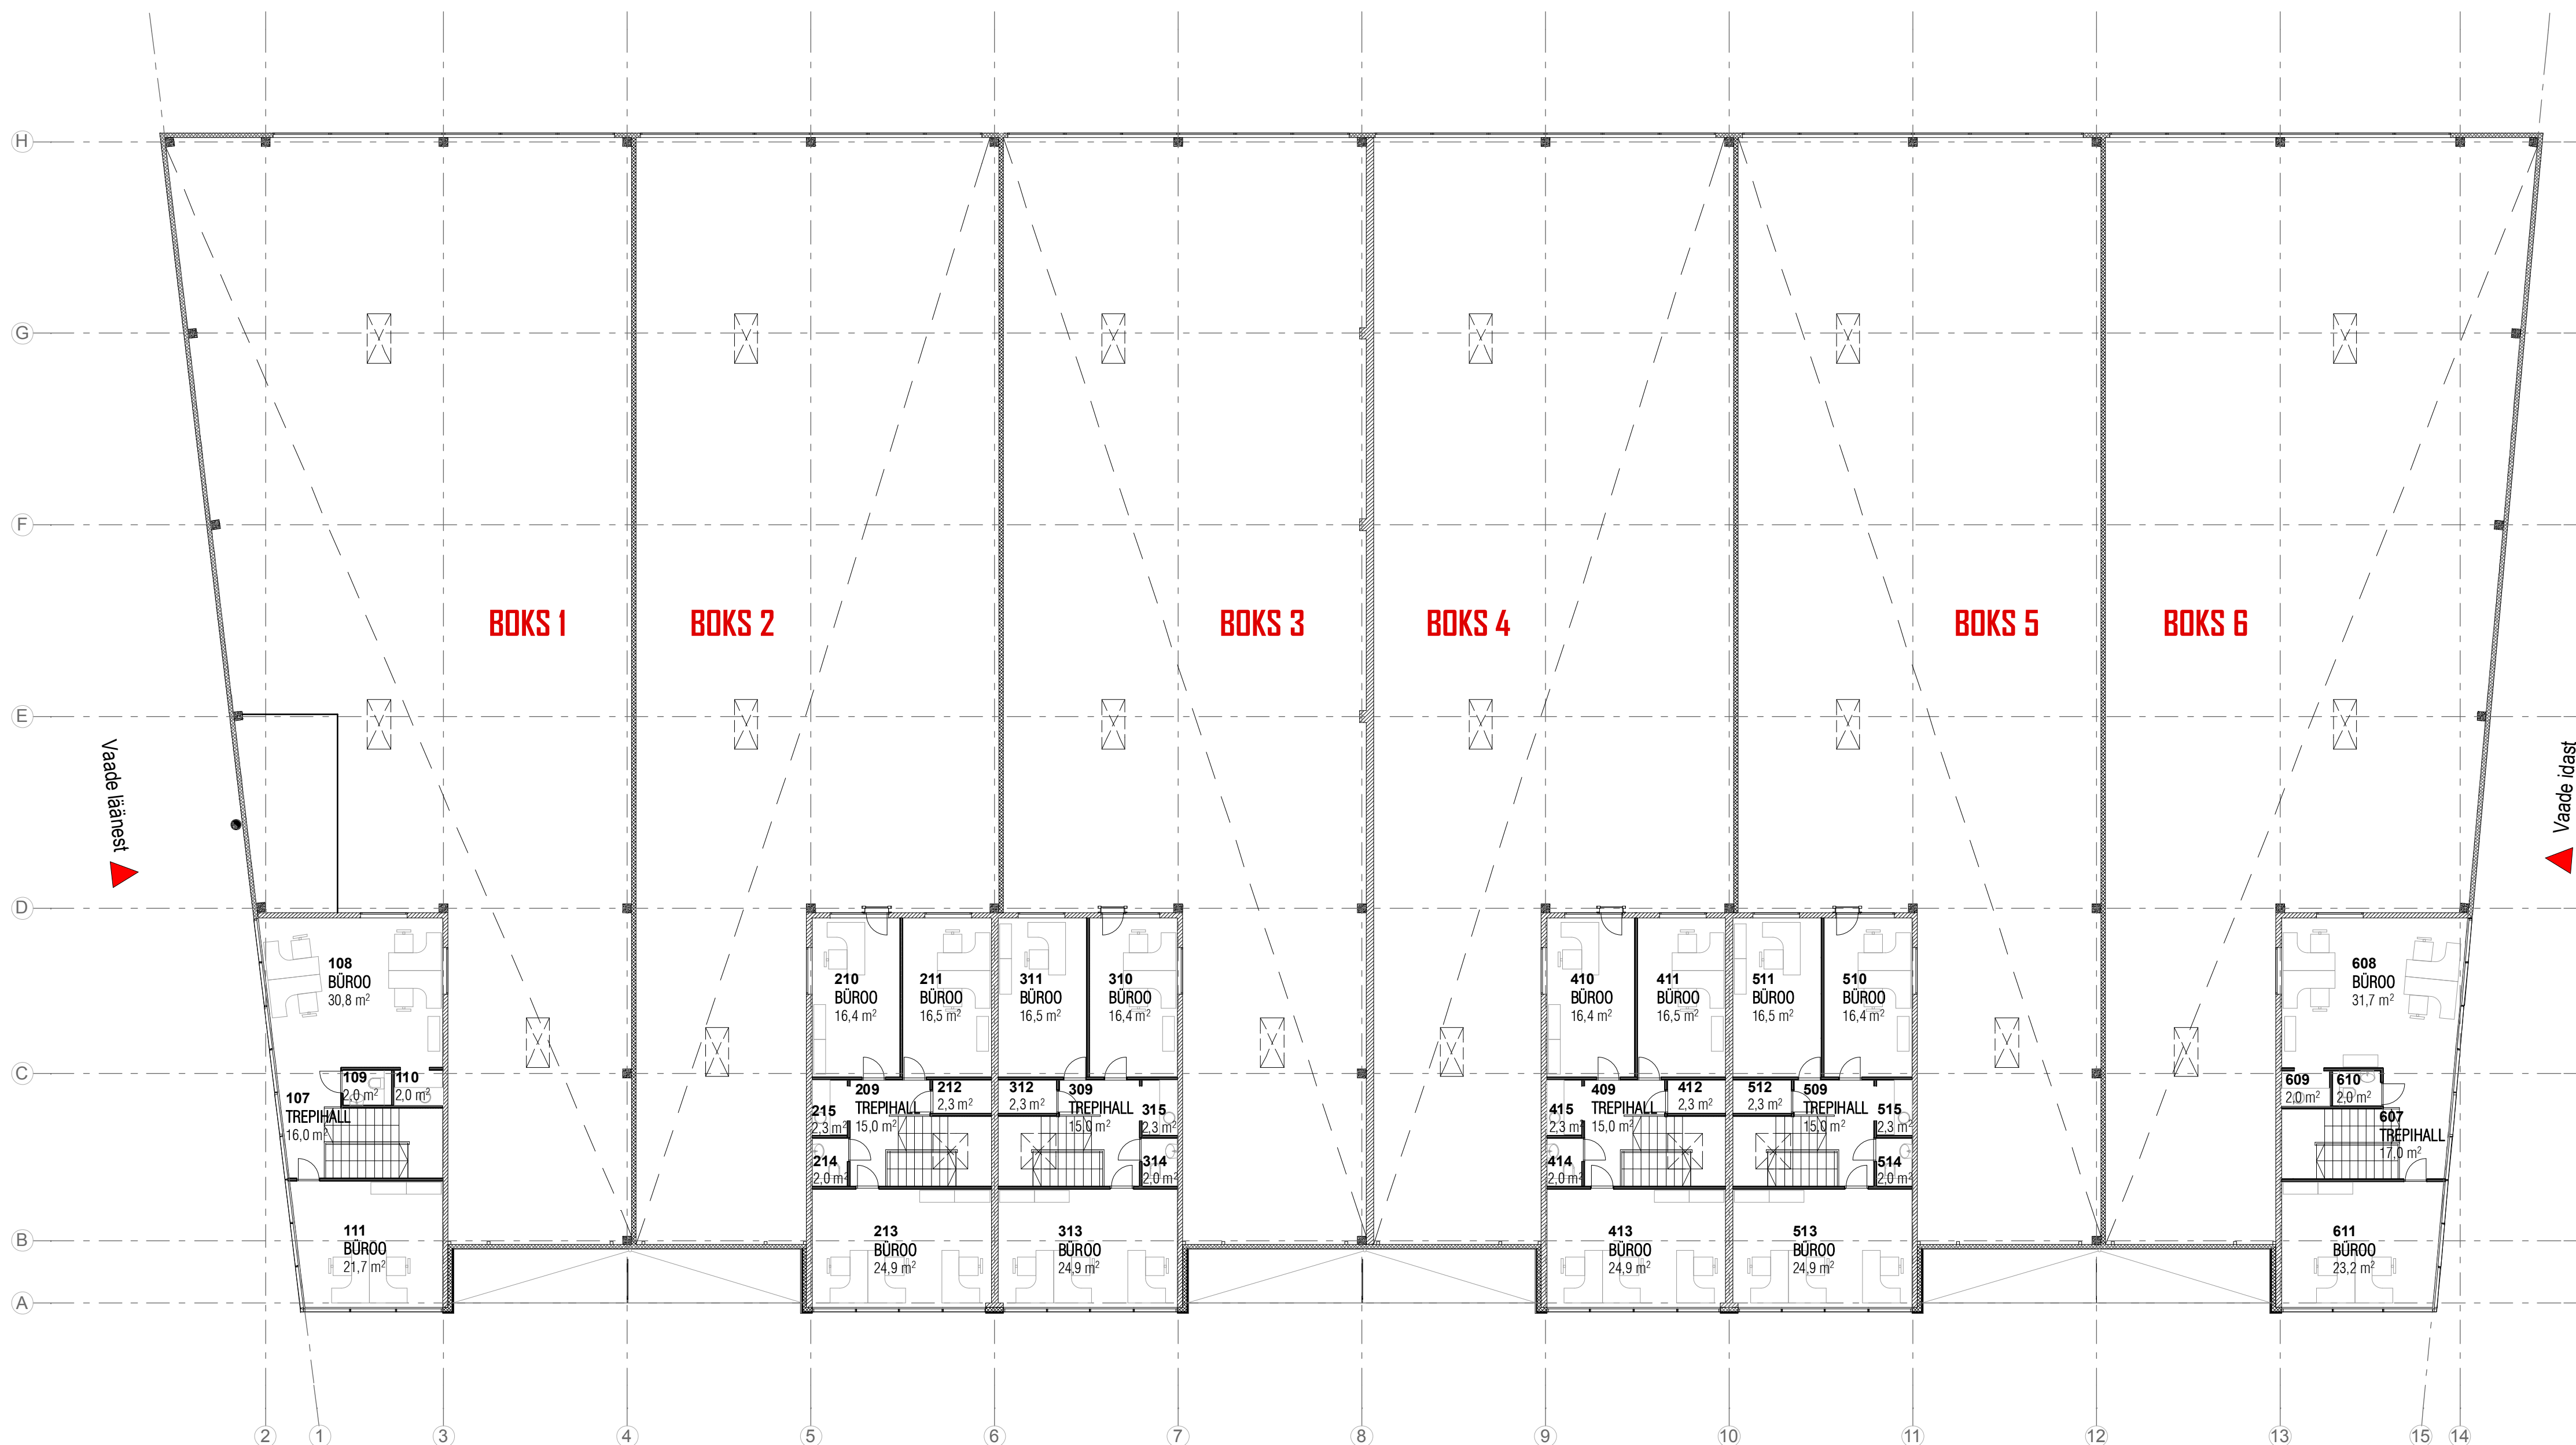 H
G
F
E
D
C
B
A
BOKS 1
BOKS 2
BOKS 3
BOKS 4
BOKS 5
BOKS 6
Vaade läänest
Vaade idast
108
BÜROO
30,8 m²
109
2,0 m²
110
2,0 m²
107
TREPIHALL
16,0 m²
111
BÜROO
21,7 m²
210
BÜROO
16,4 m²
211
BÜROO
16,5 m²
209
TREPIHALL
15,0 m²
212
2,3 m²
215
2,3 m²
214
2,0 m²
213
BÜROO
24,9 m²
311
BÜROO
16,5 m²
310
BÜROO
16,4 m²
312
2,3 m²
309
TREPIHALL
15,0 m²
315
2,3 m²
314
2,0 m²
313
BÜROO
24,9 m²
410
BÜROO
16,4 m²
411
BÜROO
16,5 m²
409
TREPIHALL
15,0 m²
412
2,3 m²
415
2,3 m²
414
2,0 m²
413
BÜROO
24,9 m²
511
BÜROO
16,5 m²
510
BÜROO
16,4 m²
512
2,3 m²
509
TREPIHALL
15,0 m²
515
2,3 m²
514
2,0 m²
513
BÜROO
24,9 m²
608
BÜROO
31,7 m²
609
2,0 m²
610
2,0 m²
607
TREPIHALL
17,0 m²
611
BÜROO
23,2 m²
2
1
3
4
5
6
7
8
9
10
11
12
13
15
14